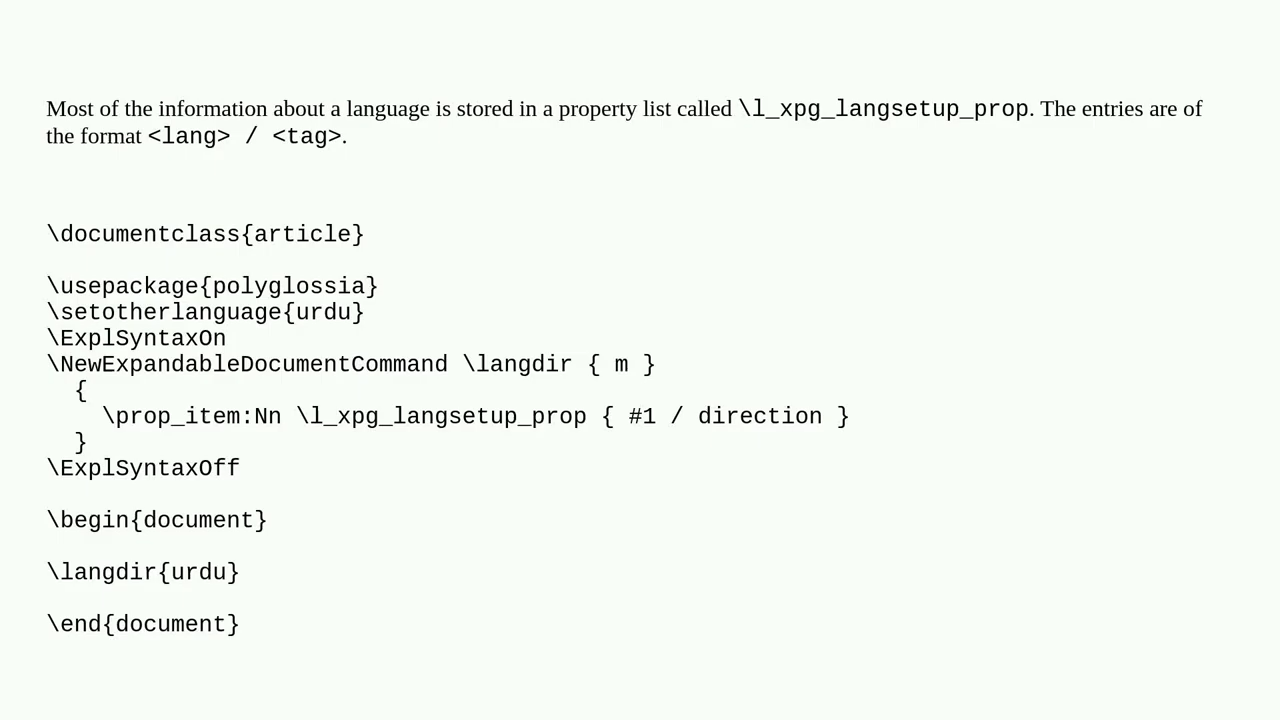 Most of the information about a language is stored in a property list called \l_xpg_langsetup_prop. The entries are of
the format <lang> / <tag>.
\documentclass{article}
\usepackage{polyglossia}
\setotherlanguage{urdu}
\ExplSyntaxOn
\NewExpandableDocumentCommand \langdir { m }
  {
    \prop_item:Nn \l_xpg_langsetup_prop { #1 / direction }
  }
\ExplSyntaxOff
\begin{document}
\langdir{urdu}
\end{document}